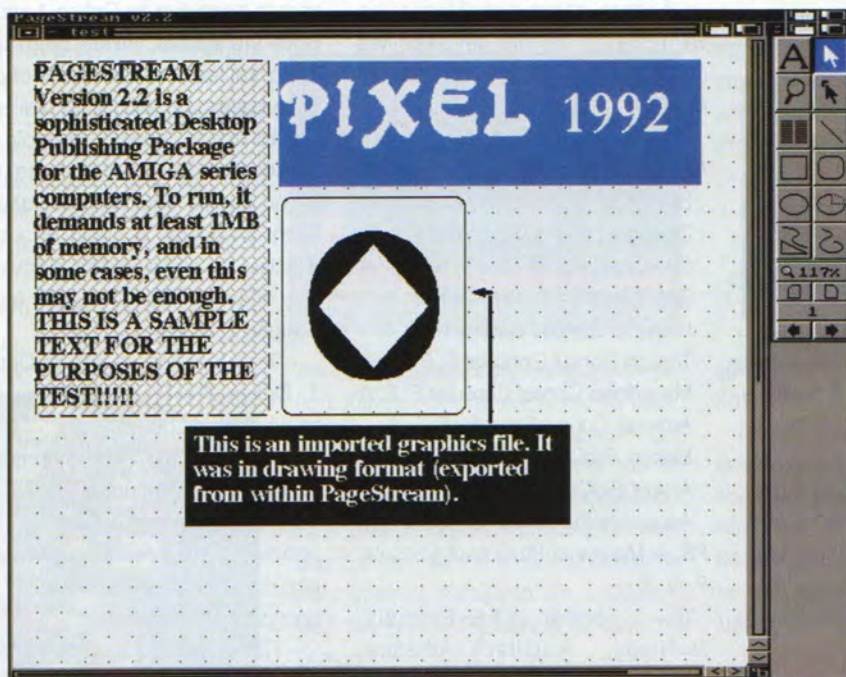 PageStream v2.2
test
PAGESTREAM
Version 2.2 is a
sophisticated Desktop
Publishing Package
for the AMIGA series
computers. To run, it
demands at least 1MB
of memory, and in
some cases, even this
may not be enough.
THIS IS A SAMPLE
TEXT FOR THE
PURPOSES OF THE
TEST!!!!!
PIXEL 1992
This is an imported graphics file. It
was in drawing format (exported
from within PageStream).
A
117%
1